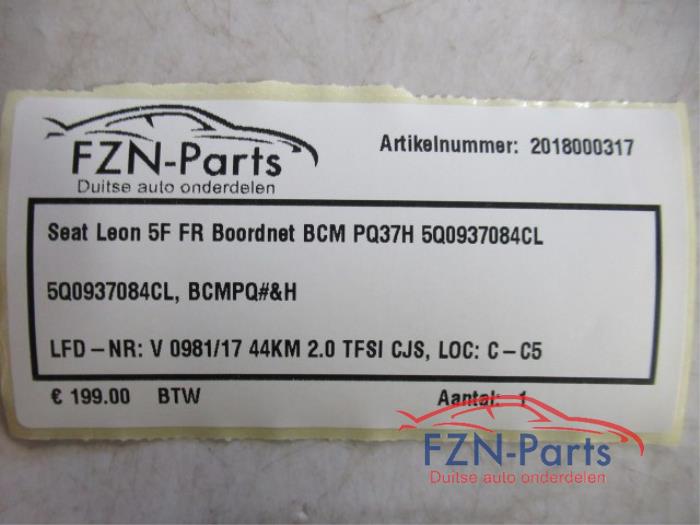 FZN-Parts
Duitse auto onderdelen
Artikelnummer: 2018000317
Seat Leon 5F FR Boordnet BCM PQ37H 5Q0937084CL
5Q0937084CL, BCMPQ#&H
LFD-NR: V 0981/17 44KM 2.0 TFSI CJS, LOC: C-C5
€ 199.00 BTW Aantal: 1
FZN-Parts
Duitse auto onderdelen